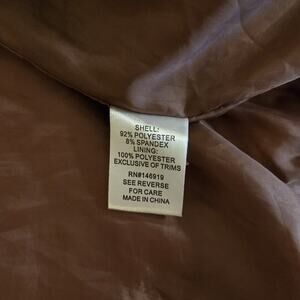 SHELL:
92% POLYESTER
8% SPANDEX
LINING:
100% POLYESTER
EXCLUSIVE OF TRIMS
RN#146919
SEE REVERSE
FOR CARE
MADE IN CHINA